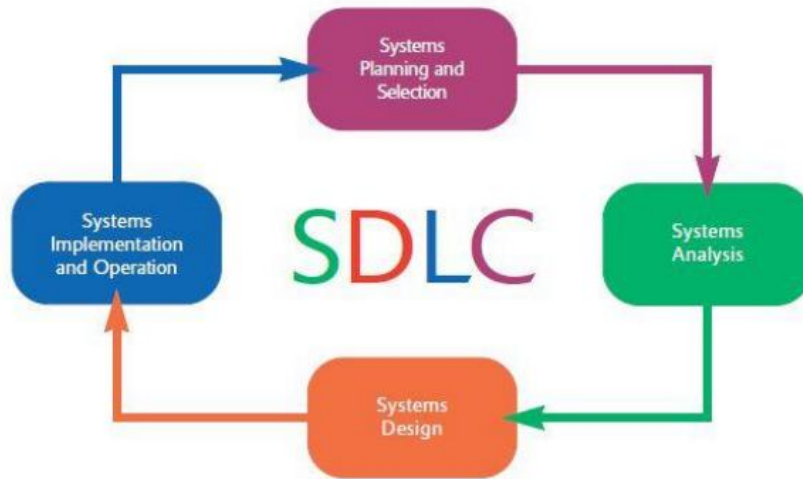 Systems
Planning and
Selection
Systems
Implementation
and Operation
SDLC
Systems
Analysis
Systems
Design